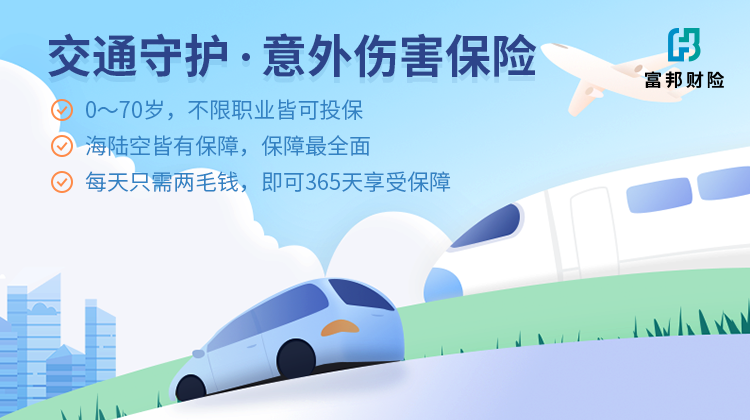 交通守护·意外伤害保险
富邦财险
0～70岁，不限职业皆可投保
海陆空皆有保障，保障最全面
每天只需两毛钱，即可365天享受保障